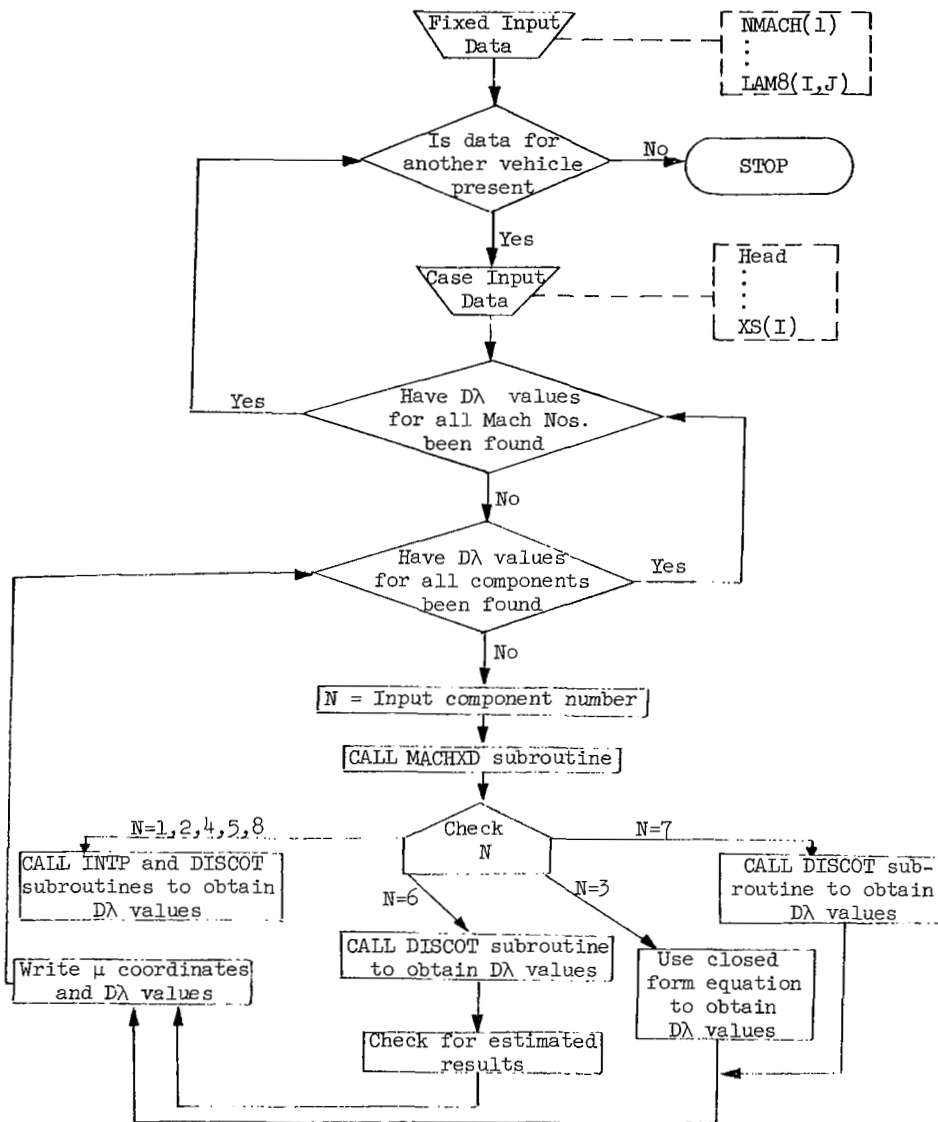 Fixed Input
Data
NMACH(1)
⋮
LAM8(I,J)
Is data for
another vehicle
present
No
STOP
Yes
Case Input
Data
Head
⋮
XS(I)
Have Dλ values
for all Mach Nos.
been found
Yes
No
Have Dλ values
for all components
been found
Yes
No
N = Input component number
CALL MACHXD subroutine
Check
N
N=1,2,4,5,8
CALL INTP and DISCOT
subroutines to obtain
Dλ values
N=7
CALL DISCOT sub-
routine to obtain
Dλ values
N=6
CALL DISCOT subroutine
to obtain Dλ values
N=3
Use closed
form equation
to obtain
Dλ values
Write μ coordinates
and Dλ values
Check for estimated
results